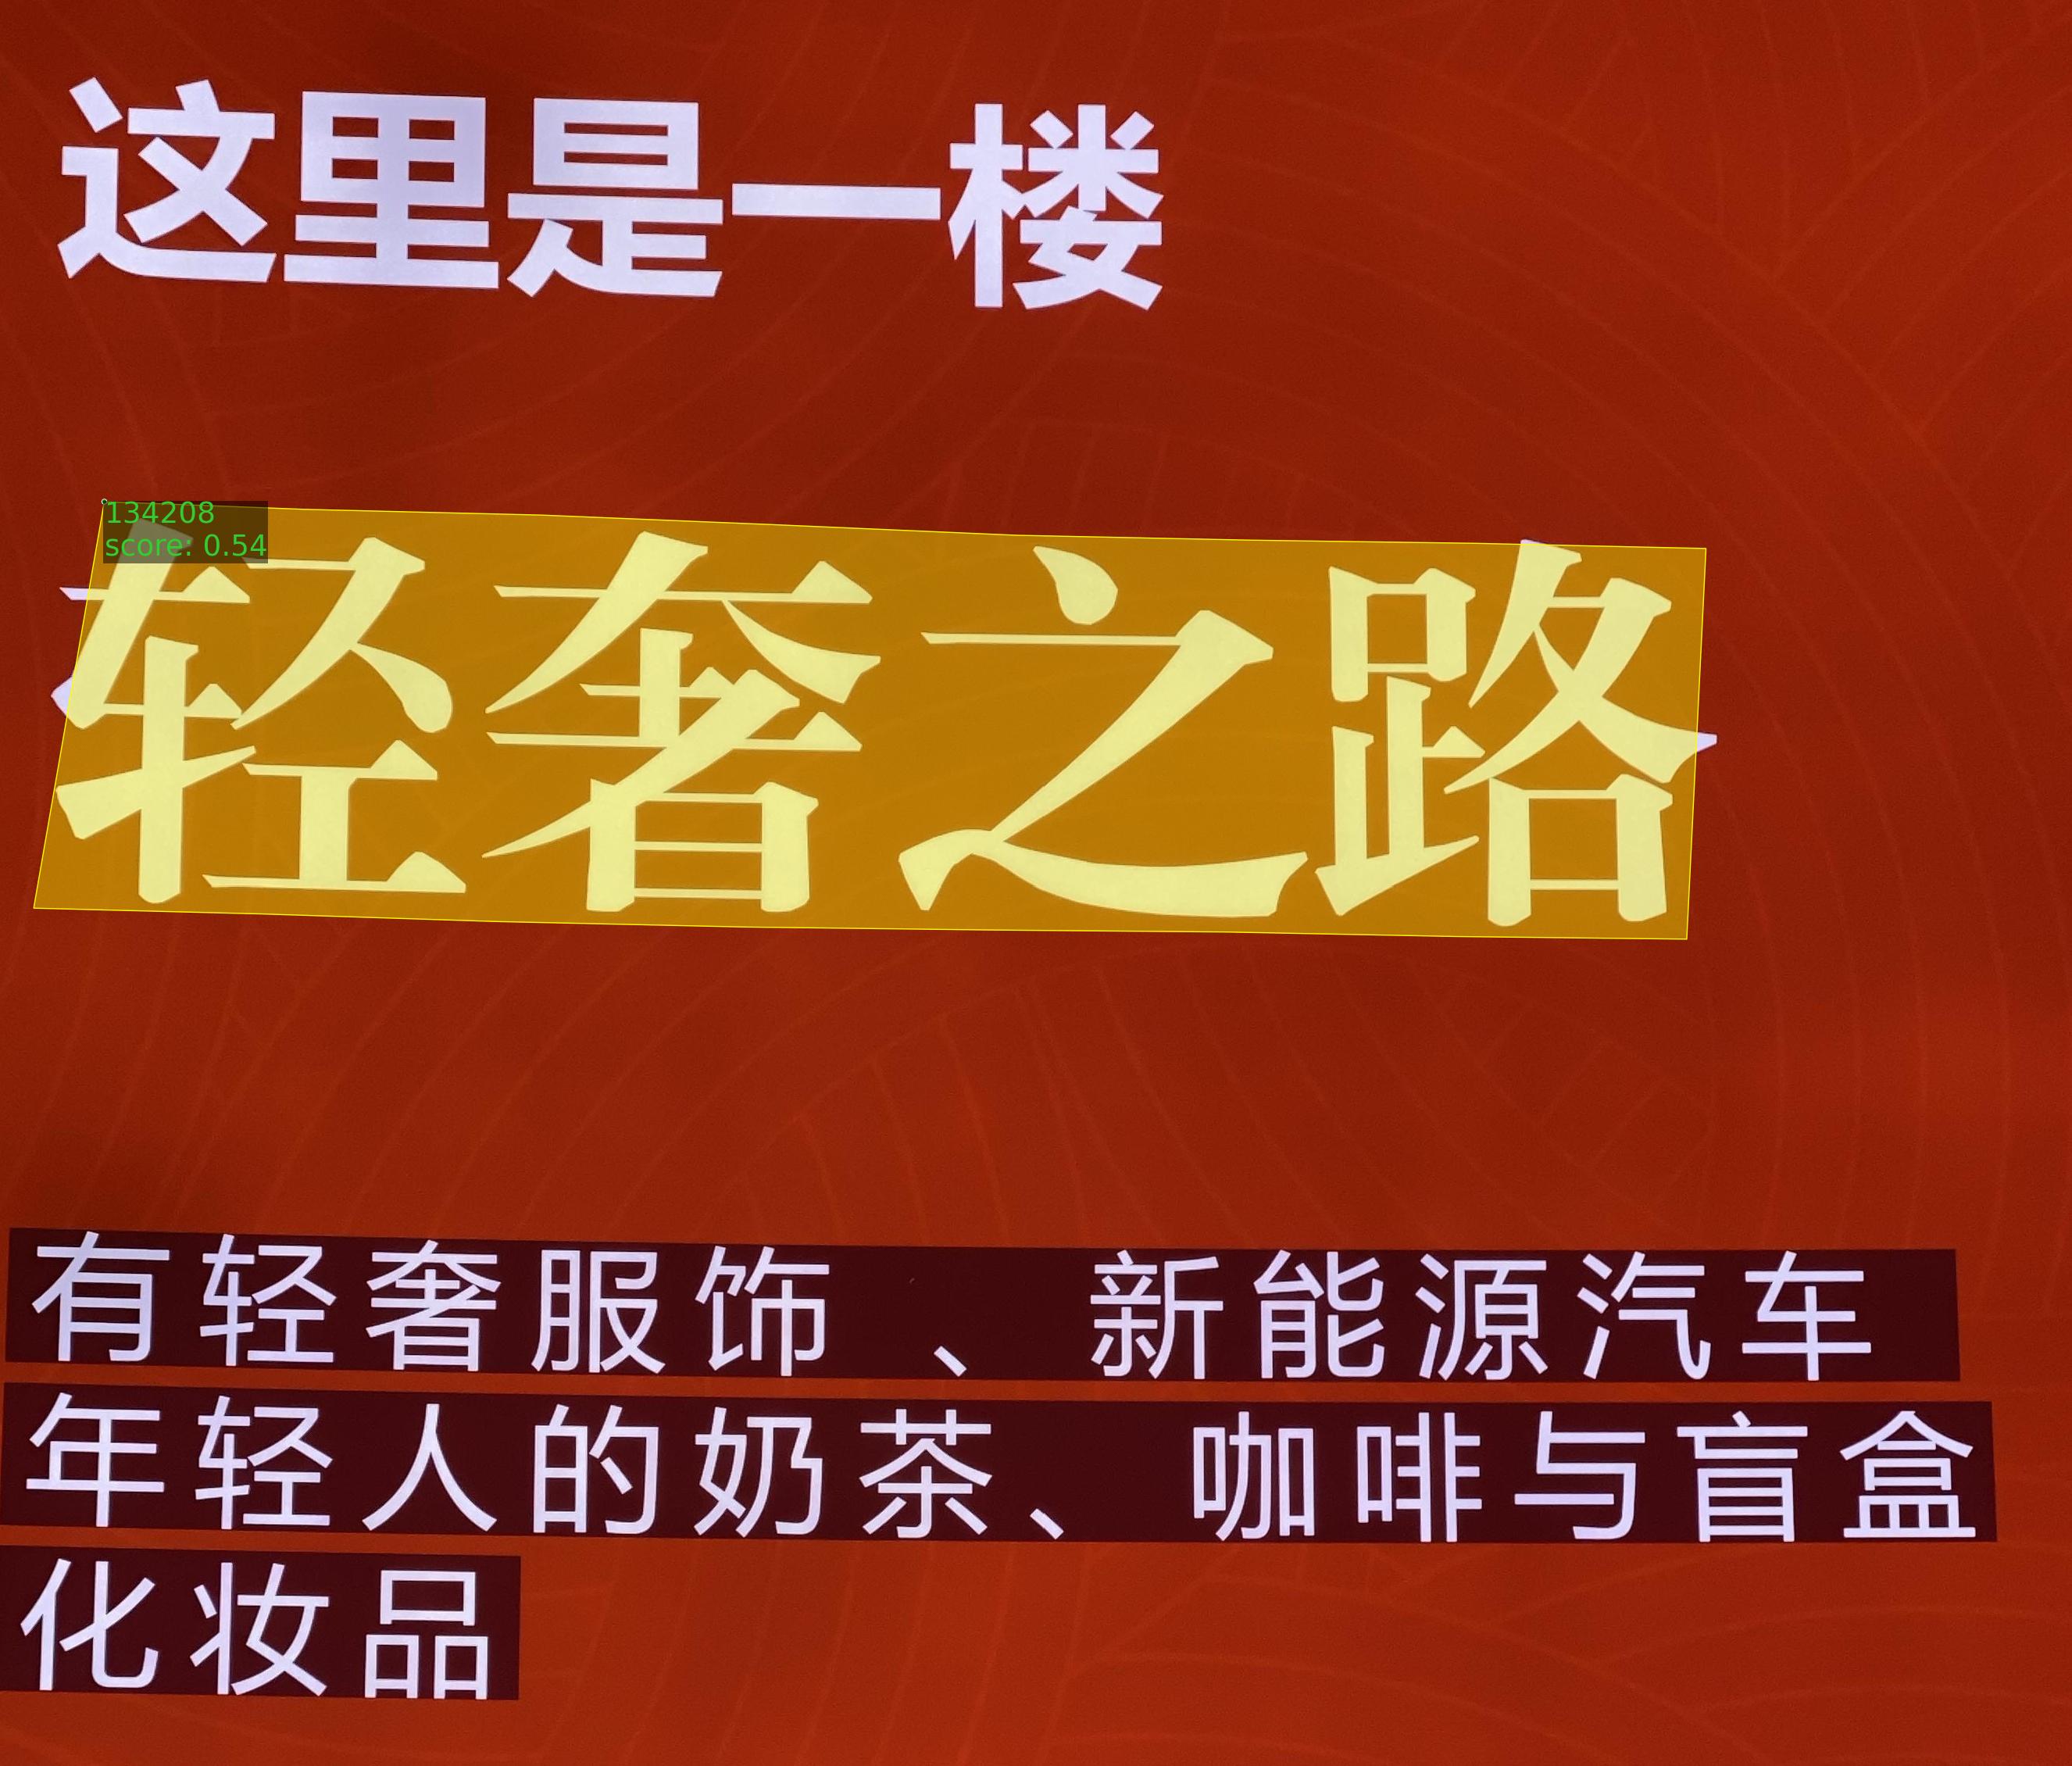 这里是一楼
134208
score: 0.54
轻奢之路
有轻奢服饰 、 新能源汽车
年轻人的奶茶、 咖啡与盲盒
化妆品